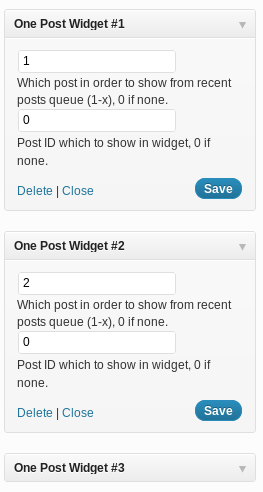 One Post Widget #1
1
Which post in order to show from recent
posts queue (1-x), 0 if none.
0
Post ID which to show in widget, 0 if
none.
Delete | Close Save
One Post Widget #2
2
Which post in order to show from recent
posts queue (1-x), 0 if none.
0
Post ID which to show in widget, 0 if
none.
Delete | Close Save
One Post Widget #3